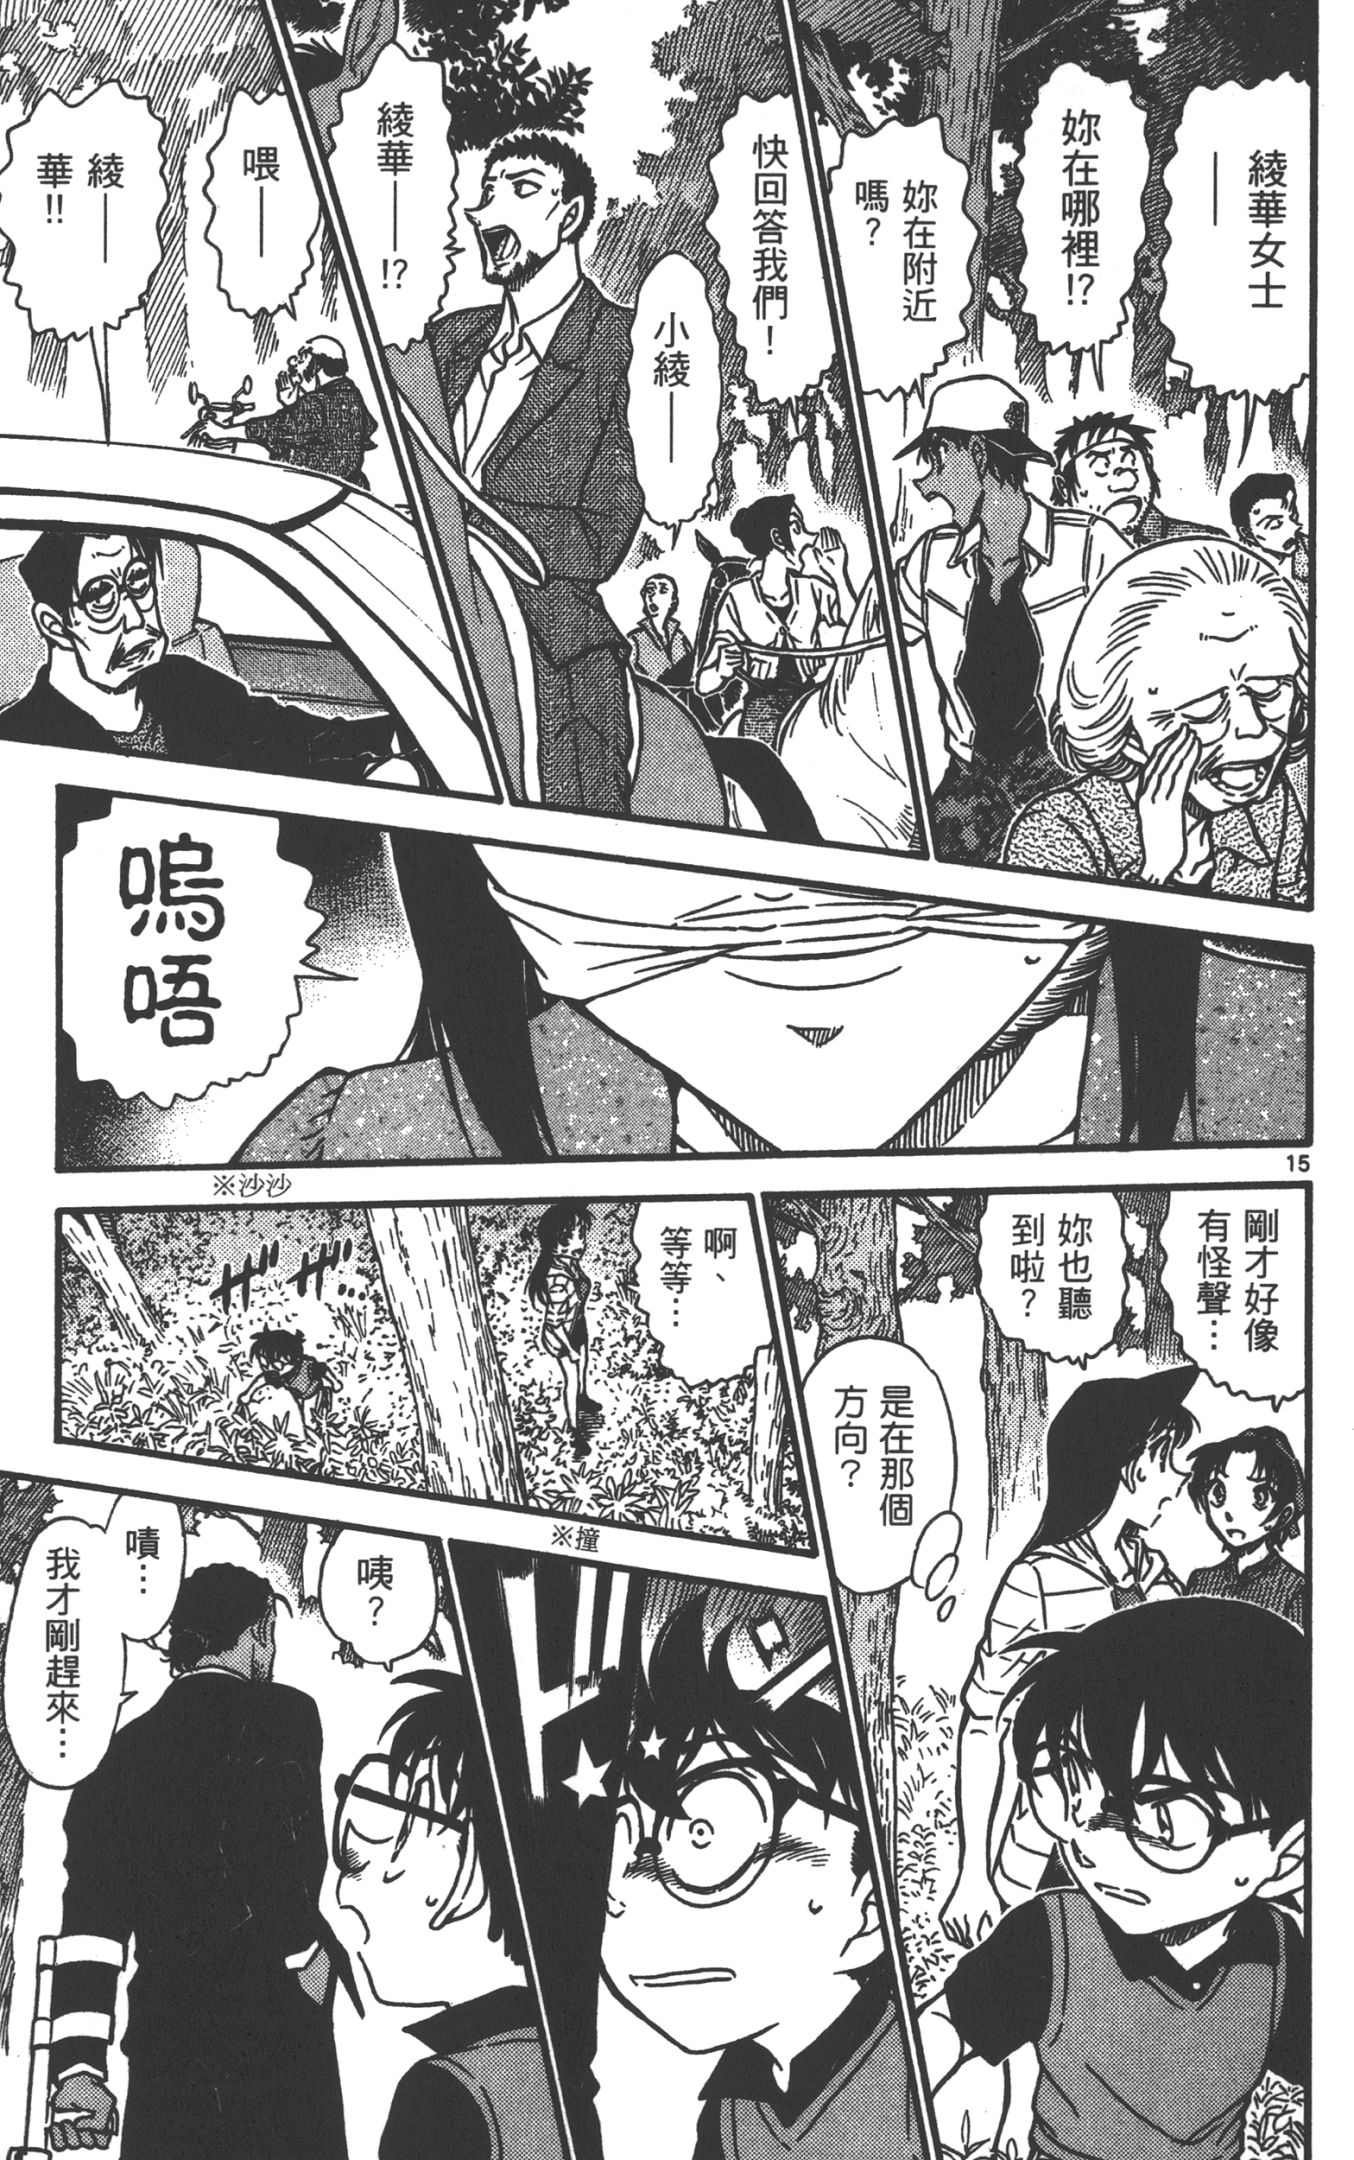 綾華女士
——
妳在哪裡!?
妳在附近
嗎？
快回答我們！
小綾——
綾華——!?
喂——
綾——
華!!
嗚唔
15
剛才好像
有怪聲…
妳也聽
到啦？
是在那個
方向？
啊、
等等…
※沙沙
ガザ ガザ…
※撞
咦？
嘖…
我才剛趕來…